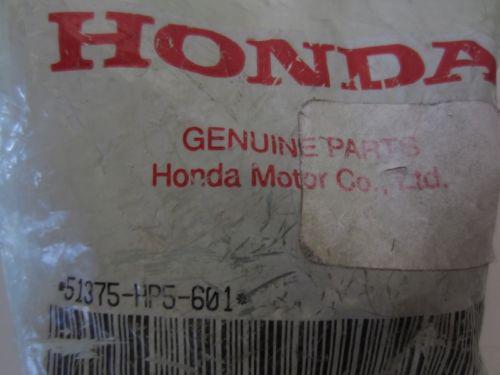 HONDA
GENUINE PARTS
Honda Motor Co., Ltd.
*51375-HP5-601*